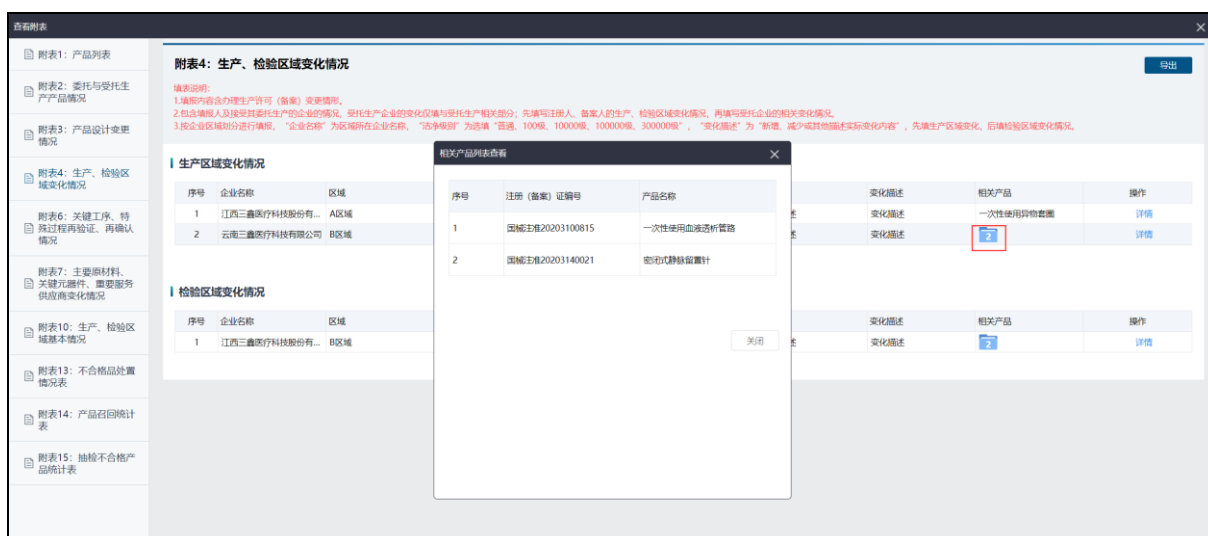 查看附表
附表1：产品列表
附表2：委托与受托生
产产品情况
附表3：产品设计变更
情况
附表4：生产、检验区
域变化情况
附表6：关键工序、特
殊过程再验证、再确认
情况
附表7：主要原材料、
关键元器件、重要服务
供应商变化情况
附表10：生产、检验区
域基本情况
附表13：不合格品处置
情况表
附表14：产品召回统计
表
附表15：抽检不合格产
品统计表
附表4：生产、检验区域变化情况
导出
填表说明：
1.填报内容含办理生产许可（备案）变更情形。
2.包含填报人及接受其委托生产的企业的情况，受托生产企业的变化仅填与受托生产相关部分；先填写注册人、备案人的生产、检验区域变化情况，再填写受托企业的相关变化情况。
3.按企业区域划分进行填报，“企业名称”为区域所在企业名称，“洁净级别”为选填“普通，100级，10000级，100000级、300000级”，“变化描述”为“新增、减少或其他描述实际变化内容”，先填生产区域变化，后填检验区域变化情况。
生产区域变化情况
序号 企业名称 区域 变化描述 相关产品 操作
1 江西三鑫医疗科技股份有... A区域 述 变化描述 一次性使用异物套圈 详情
2 云南三鑫医疗科技有限公司 B区域 述 变化描述 2 详情
检验区域变化情况
序号 企业名称 区域 变化描述 相关产品 操作
1 江西三鑫医疗科技股份有... B区域 述 变化描述 2 详情
相关产品列表查看
序号 注册（备案）证编号 产品名称
1 国械注准20203100815 一次性使用血液透析管路
2 国械注准20203140021 密闭式静脉留置针
关闭